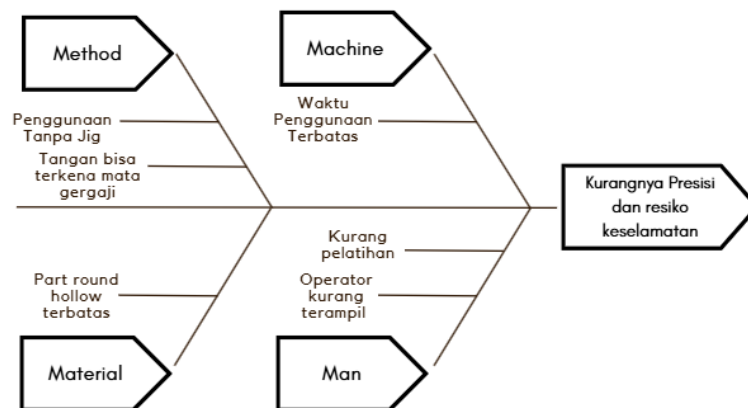 Method
Machine
Penggunaan
Tanpa Jig
Tangan bisa
terkena mata
gergaji
Waktu
Penggunaan
Terbatas
Kurangnya Presisi
dan resiko
keselamatan
Part round
hollow
terbatas
Kurang
pelatihan
Operator
kurang
terampil
Material
Man